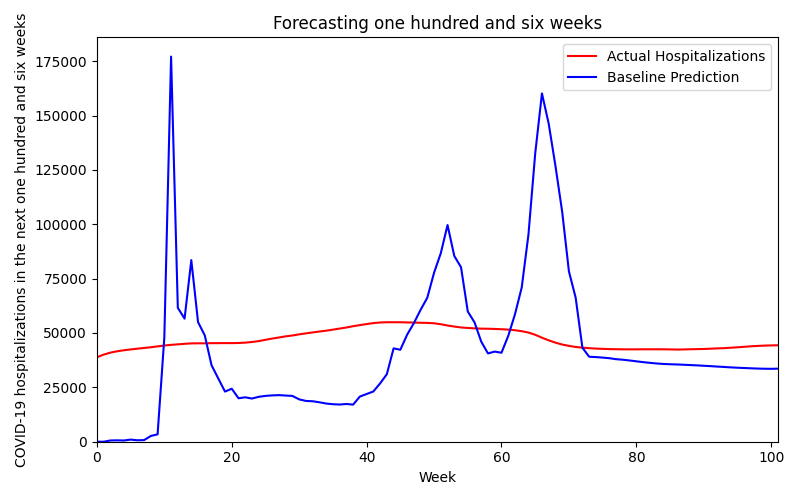 Forecasting one hundred and six weeks
COVID-19 hospitalizations in the next one hundred and six weeks
175000
150000
125000
100000
75000
50000
25000
0
0 20 40 60 80 100
Week
Actual Hospitalizations
Baseline Prediction